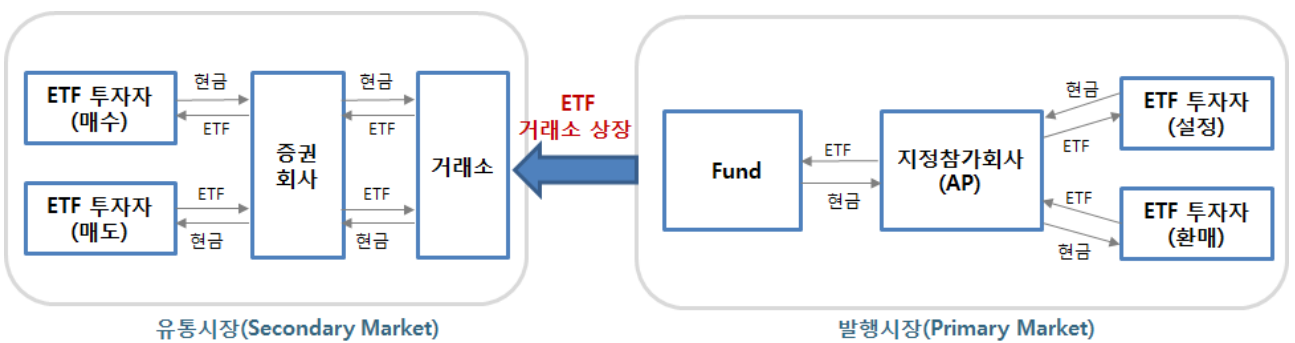 ETF 투자자
(매수)
현금
ETF
ETF 투자자
(매도)
ETF
현금
증권
회사
현금
ETF
ETF
현금
거래소
유통시장(Secondary Market)
ETF
거래소 상장
Fund
ETF
현금
지정참가회사
(AP)
현금
ETF
ETF 투자자
(설정)
ETF
현금
ETF 투자자
(환매)
발행시장(Primary Market)